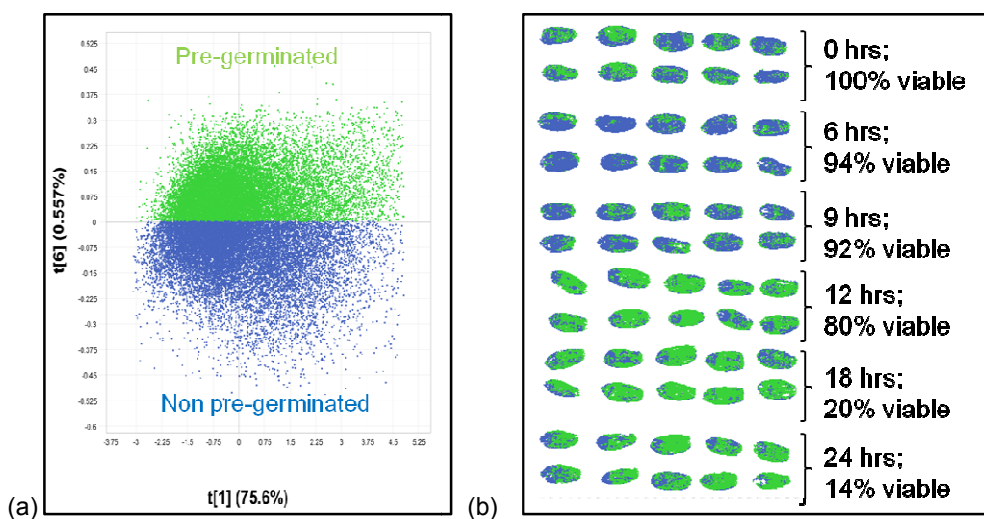 (a)
Pre-germinated
Non pre-germinated
0.525
0.45
0.375
3.3
0.225
0.15
0.075
0
-0.075
-0.15
-0.225
-0.3
-0.375
-0.45
-0.525
-0.6
-3.75
-3
-2.25
-1.5
-0.75
0
0.75
1.5
2.25
3
3.75
4.5
5.25
t[6] (0.557%)
t[1] (75.6%)
(b)
0 hrs;
100% viable
6 hrs;
94% viable
9 hrs;
92% viable
12 hrs;
80% viable
18 hrs;
20% viable
24 hrs;
14% viable